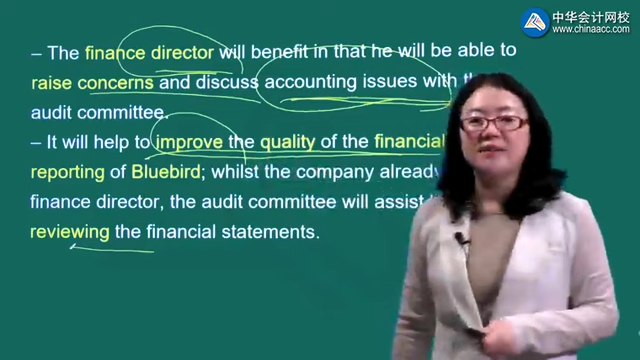 中华会计网校
www.chinaacc.com
– The finance director will benefit in that he will be able to
raise concerns and discuss accounting issues with
audit committee.
– It will help to improve the quality of the financial
reporting of Bluebird; whilst the company already
finance director, the audit committee will assist
reviewing the financial statements.